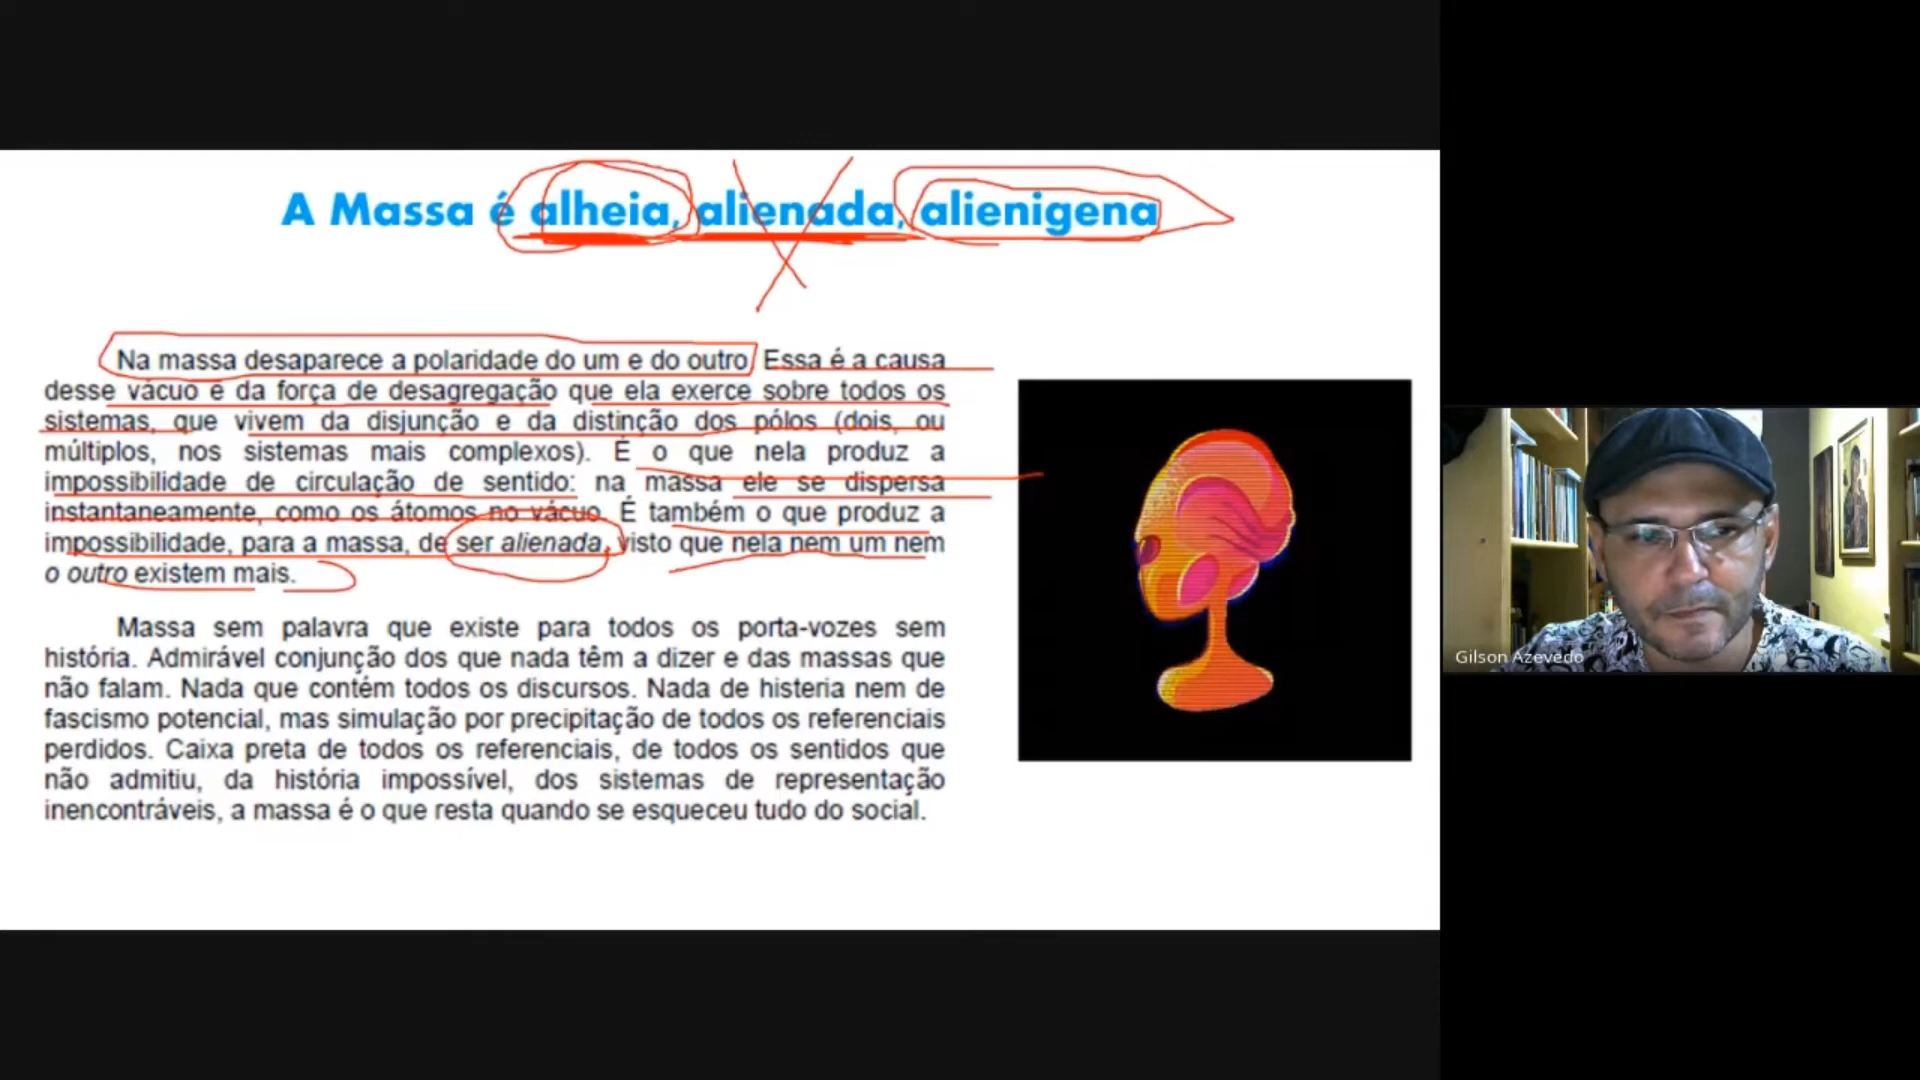 A Massa é alheia, alienada, alienigena
Na massa desaparece a polaridade do um e do outro. Essa é a causa
desse vácuo e da força de desagregação que ela exerce sobre todos os
sistemas, que vivem da disjunção e da distinção dos pólos (dois, ou
múltiplos, nos sistemas mais complexos). É o que nela produz a
impossibilidade de circulação de sentido: na massa ele se dispersa
instantaneamente, como os átomos no vácuo. É também o que produz a
impossibilidade, para a massa, de ser alienada, visto que nela nem um nem
o outro existem mais.
Massa sem palavra que existe para todos os porta-vozes sem
história. Admirável conjunção dos que nada têm a dizer e das massas que
não falam. Nada que contém todos os discursos. Nada de histeria nem de
fascismo potencial, mas simulação por precipitação de todos os referenciais
perdidos. Caixa preta de todos os referenciais, de todos os sentidos que
não admitiu, da história impossível, dos sistemas de representação
inencontráveis, a massa é o que resta quando se esqueceu tudo do social.
Gilson Azevedo